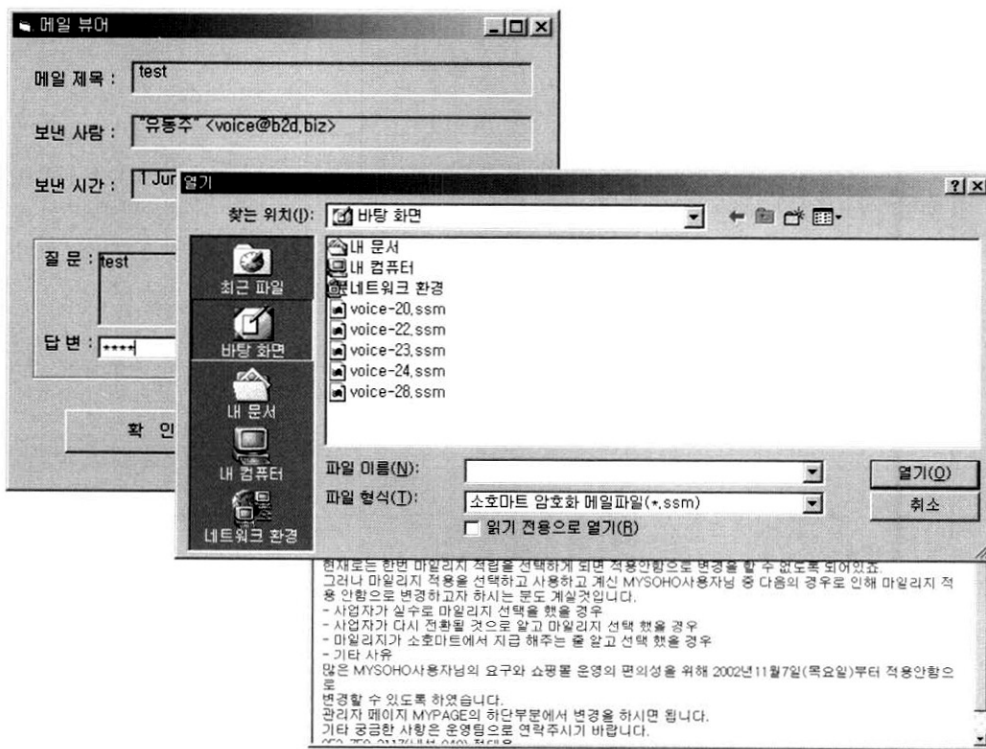 메일 뷰어
메일 제목 : test
보낸 사람 : "유동주" <voice@b2d.biz>
보낸 시간 : 1 Jun
질 문 : test
답 변 : ****
확 인
열기
찾는 위치(I): 바탕 화면
최근 파일
바탕 화면
내 문서
내 컴퓨터
네트워크 환경
내 문서
내 컴퓨터
네트워크 환경
voice-20.ssm
voice-22.ssm
voice-23.ssm
voice-24.ssm
voice-28.ssm
파일 이름(N): 열기(O)
파일 형식(T): 소호마트 암호화 메일파일(*.ssm) 취소
읽기 전용으로 열기(R)
현재로는 한번 마일리지 적립을 선택하게 되면 적용안함으로 변경을 할 수 없도록 되어있죠.
그러나 마일리지 적용을 선택하고 사용하고 계신 MYSOHO사용자님 중 다음의 경우로 인해 마일리지 적
용 안함으로 변경하고자 하시는 분도 계실것입니다.
- 사업자가 실수로 마일리지 선택을 했을 경우
- 사업자가 다시 전환될 것으로 알고 마일리지 선택 했을 경우
- 마일리지가 소호마트에서 지급 해주는 줄 알고 선택 했을 경우
- 기타 사유
많은 MYSOHO사용자님의 요구와 쇼핑몰 운영의 편의성을 위해 2002년11월7일(목요일)부터 적용안함으
로
변경할 수 있도록 하였습니다.
관리자 페이지 MYPAGE의 하단부분에서 변경을 하시면 됩니다.
기타 궁금한 사항은 운영팀으로 연락주시기 바랍니다.